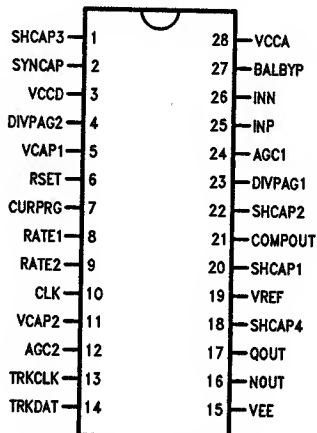 SHCAP3 1 28 VCCA
SYNCAP 2 27 BALBYP
VCCD 3 26 INN
DIVPAG2 4 25 INP
VCAP1 5 24 AGC1
RSET 6 23 DIVPAG1
CURPRG 7 22 SHCAP2
RATE1 8 21 COMPOUT
RATE2 9 20 SHCAP1
CLK 10 19 VREF
VCAP2 11 18 SHCAP4
AGC2 12 17 QOUT
TRKCLK 13 16 NOUT
TRKDAT 14 15 VEE